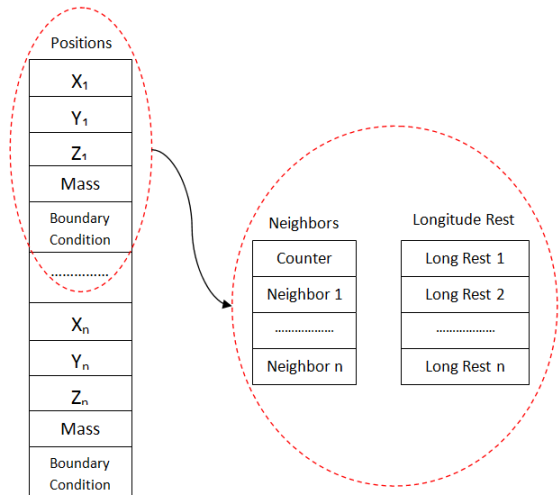 Positions
X1
Y1
Z1
Mass
Boundary
Condition
................
Xn
Yn
Zn
Mass
Boundary
Condition
Neighbors
Counter
Neighbor 1
..................
Neighbor n
Longitude Rest
Long Rest 1
Long Rest 2
..................
Long Rest n